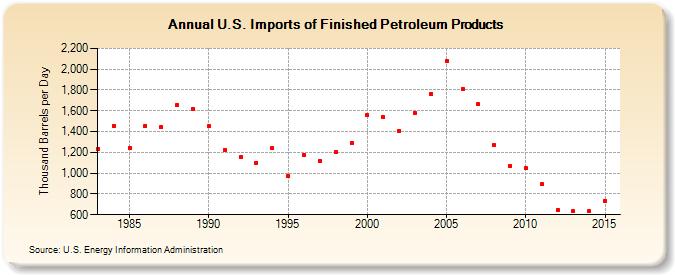 Annual U.S. Imports of Finished Petroleum Products
Thousand Barrels per Day
2,200
2,000
1,800
1,600
1,400
1,200
1,000
800
600
1985 1990 1995 2000 2005 2010 2015
Source: U.S. Energy Information Administration